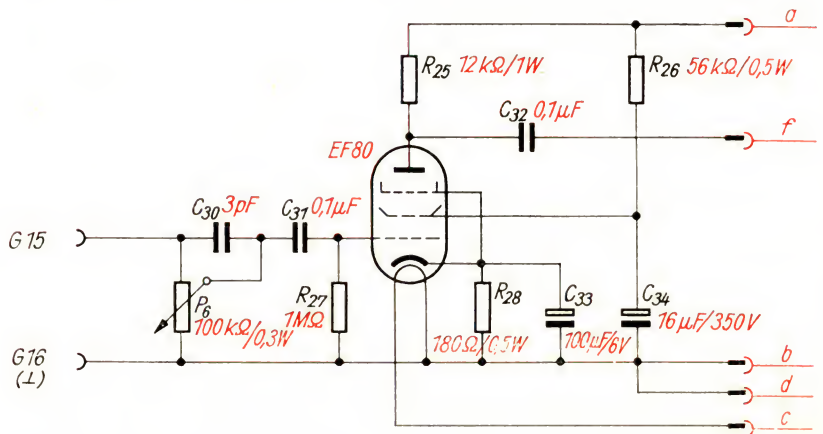 a
R25 12kΩ/1W
R26 56kΩ/0,5W
C32 0,1µF
f
EF80
C30 3pF
C31 0,1µF
G15
P6
100kΩ/0,3W
R27
1MΩ
R28
180Ω/0,5W
C33
100µF/6V
C34
16µF/350V
G16
(⊥)
b
d
c